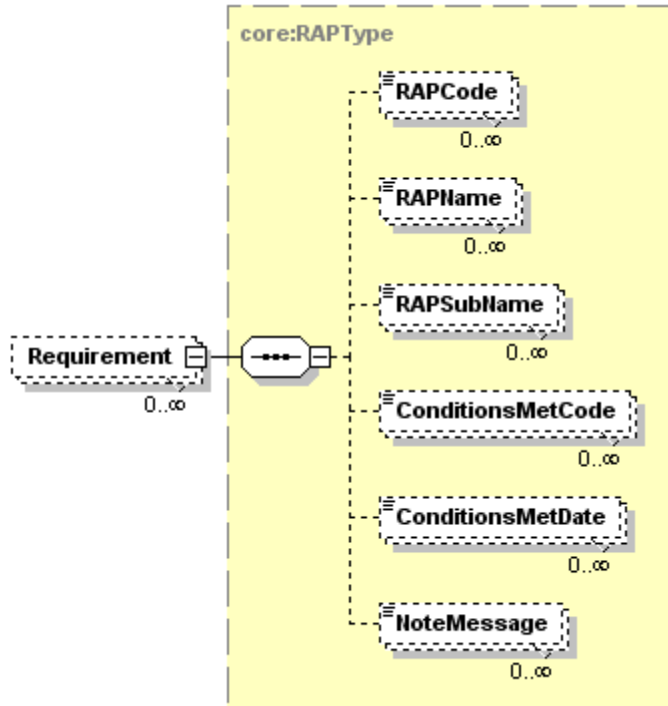 core:RAPType
RAPCode
0..∞
RAPName
0..∞
RAPSubName
0..∞
Requirement
0..∞
ConditionsMetCode
0..∞
ConditionsMetDate
0..∞
NoteMessage
0..∞